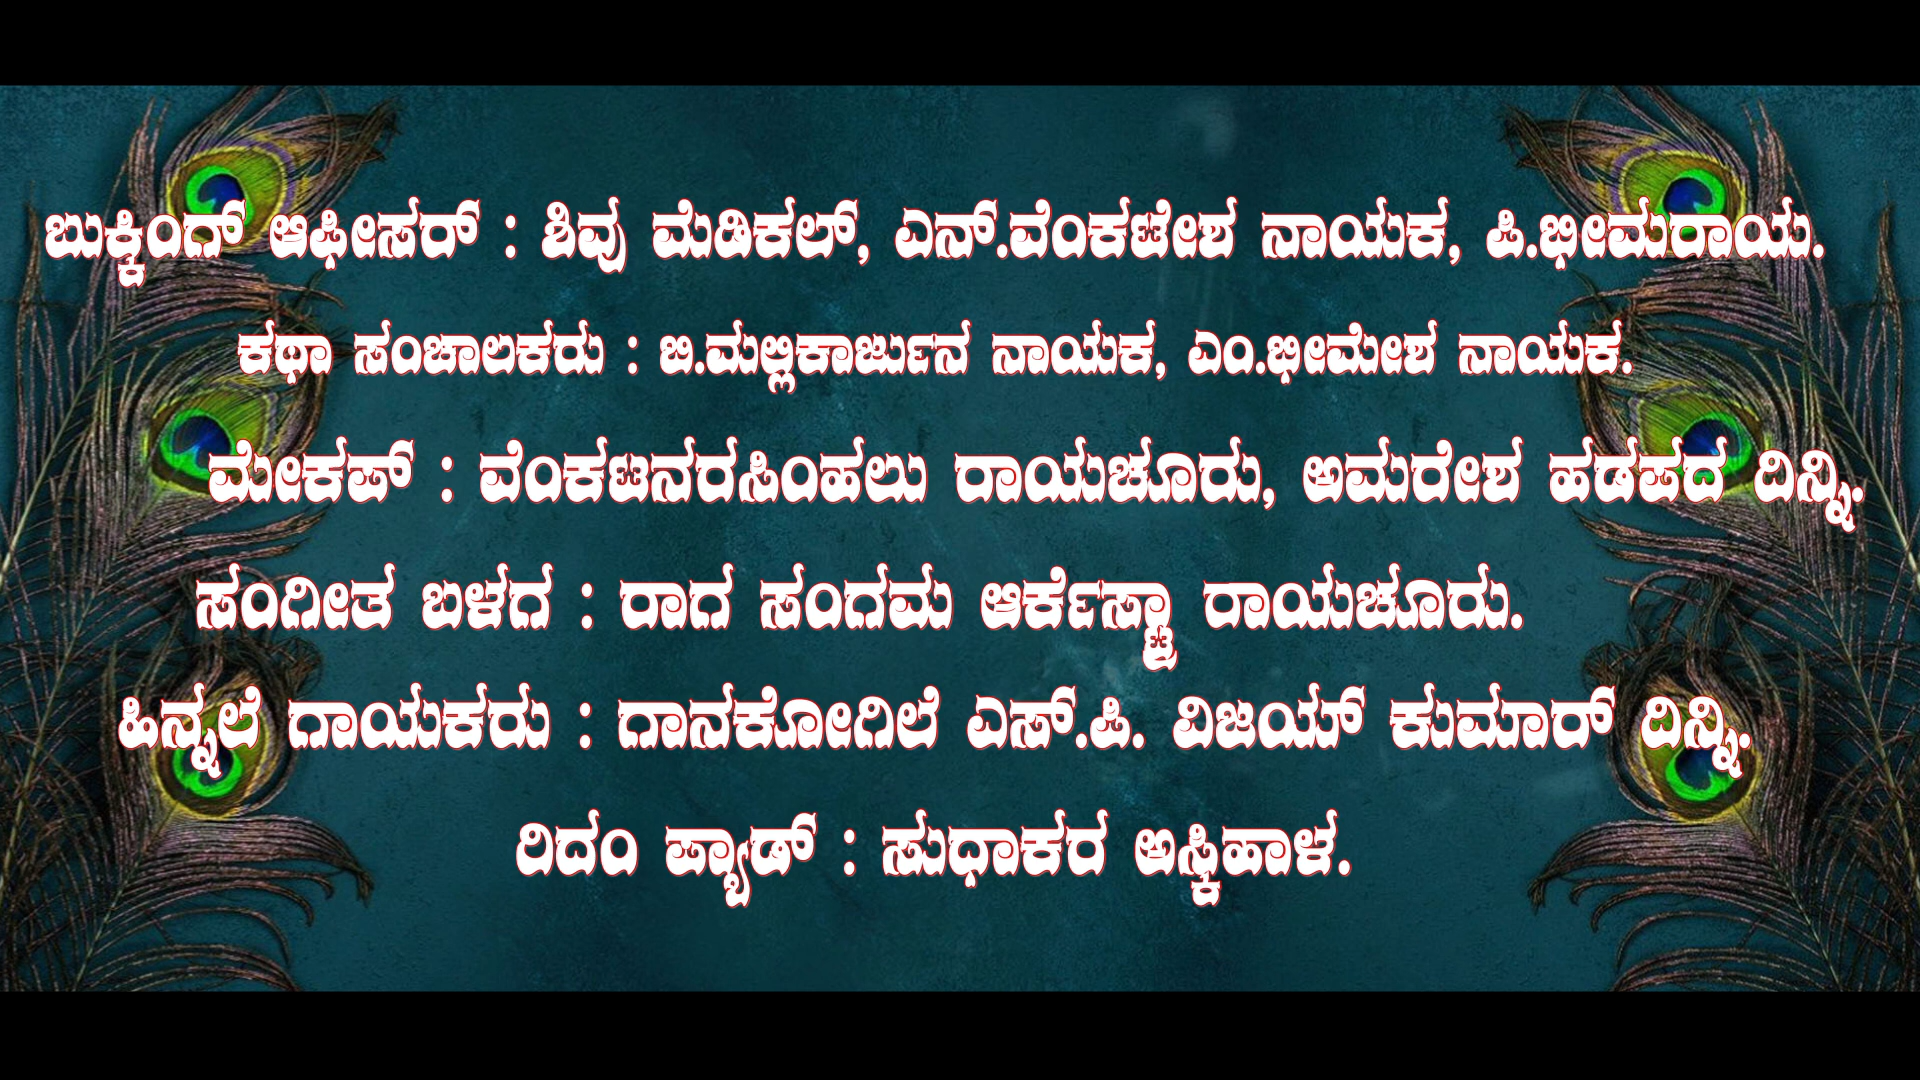 ಬುಕ್ಕಿಂಗ್ ಆಫೀಸರ್ : ಶಿವು ಮೆಡಿಕಲ್, ಎನ್.ವೆಂಕಟೇಶ ನಾಯಕ, ಪಿ.ಭೀಮರಾಯ.
ಕಥಾ ಸಂಚಾಲಕರು : ಬಿ.ಮಲ್ಲಿಕಾರ್ಜುನ ನಾಯಕ, ಎಂ.ಭೀಮೇಶ ನಾಯಕ.
ಮೇಕಪ್ : ವೆಂಕಟನರಸಿಂಹಲು ರಾಯಚೂರು, ಅಮರೇಶ ಹಡಪದ ದಿನ್ನಿ.
ಸಂಗೀತ ಬಳಗ : ರಾಗ ಸಂಗಮ ಆರ್ಕೆಸ್ಟ್ರಾ ರಾಯಚೂರು.
ಹಿನ್ನಲೆ ಗಾಯಕರು : ಗಾನಕೋಗಿಲೆ ಎಸ್.ಪಿ. ವಿಜಯ್ ಕುಮಾರ್ ದಿನ್ನಿ.
ರಿದಂ ಪ್ಯಾಡ್ : ಸುಧಾಕರ ಅಸ್ಕಿಹಾಳ.